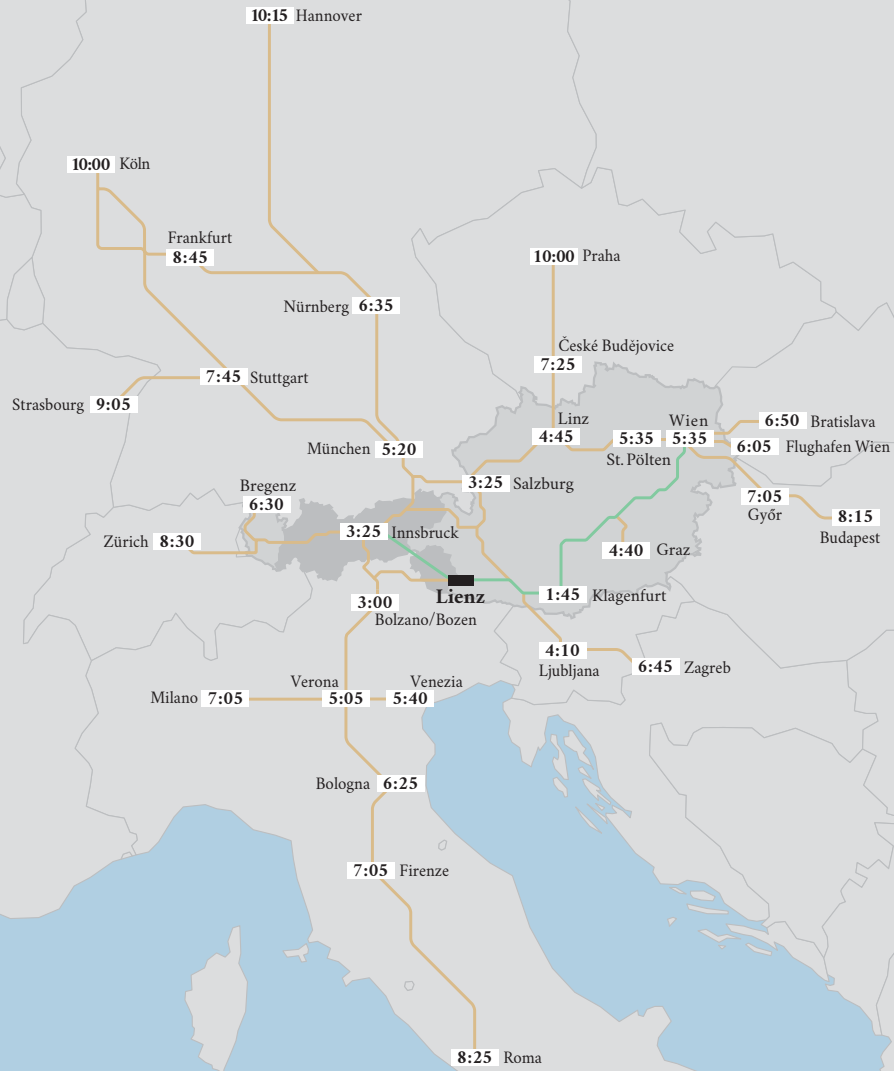 10:15 Hannover
10:00 Köln
Frankfurt
8:45
10:00 Praha
Nürnberg 6:35
České Budějovice
7:25
7:45 Stuttgart
Strasbourg 9:05
Linz
4:45
Wien
5:35 5:35
St. Pölten
6:50 Bratislava
6:05 Flughafen Wien
München 5:20
3:25 Salzburg
Bregenz
6:30
7:05
Győr
8:15
Budapest
Zürich 8:30
3:25 Innsbruck
4:40 Graz
Lienz
1:45 Klagenfurt
3:00
Bolzano/Bozen
4:10
Ljubljana
6:45 Zagreb
Verona
Venezia
Milano 7:05
5:05 5:40
Bologna 6:25
7:05 Firenze
8:25 Roma